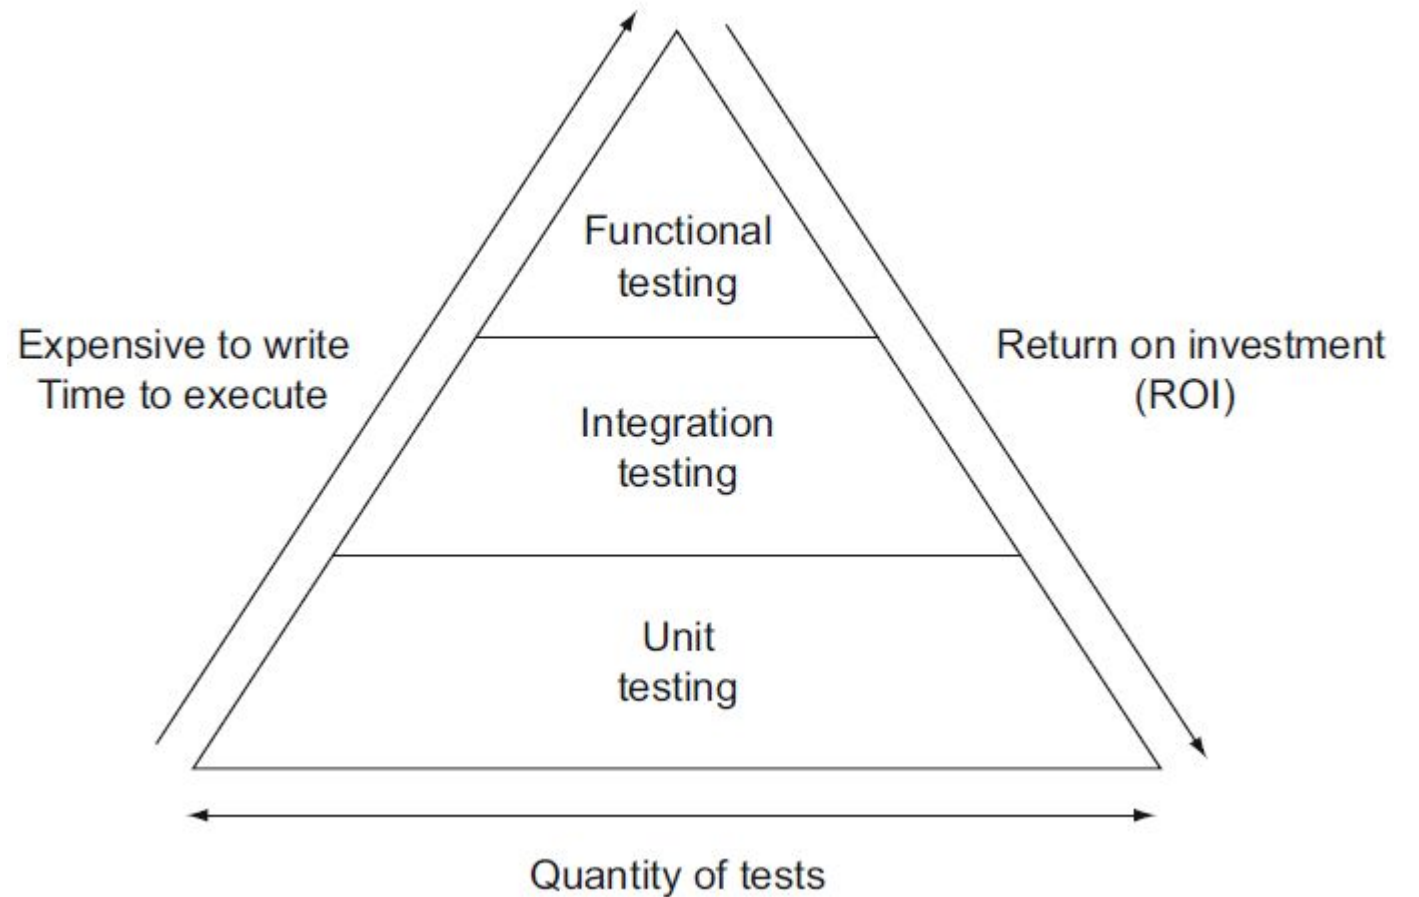 Functional
testing
Expensive to write
Time to execute
Return on investment
(ROI)
Integration
testing
Unit
testing
Quantity of tests